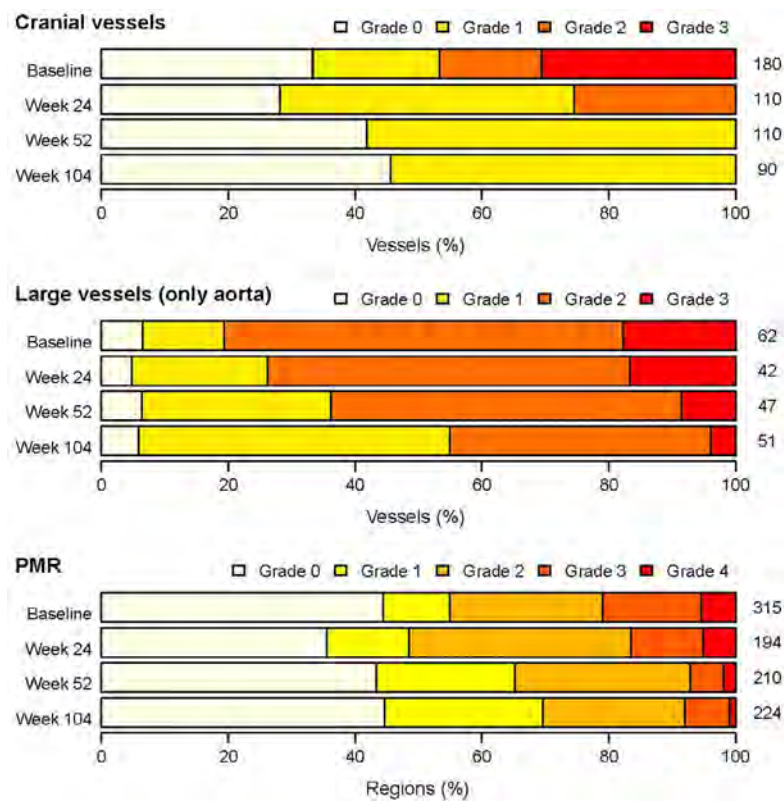 Cranial vessels
Grade 0 Grade 1 Grade 2 Grade 3
Baseline 180
Week 24 110
Week 52 110
Week 104 90
0 20 40 60 80 100
Vessels (%)
Large vessels (only aorta)
Grade 0 Grade 1 Grade 2 Grade 3
Baseline 62
Week 24 42
Week 52 47
Week 104 51
0 20 40 60 80 100
Vessels (%)
PMR
Grade 0 Grade 1 Grade 2 Grade 3 Grade 4
Baseline 315
Week 24 194
Week 52 210
Week 104 224
0 20 40 60 80 100
Regions (%)